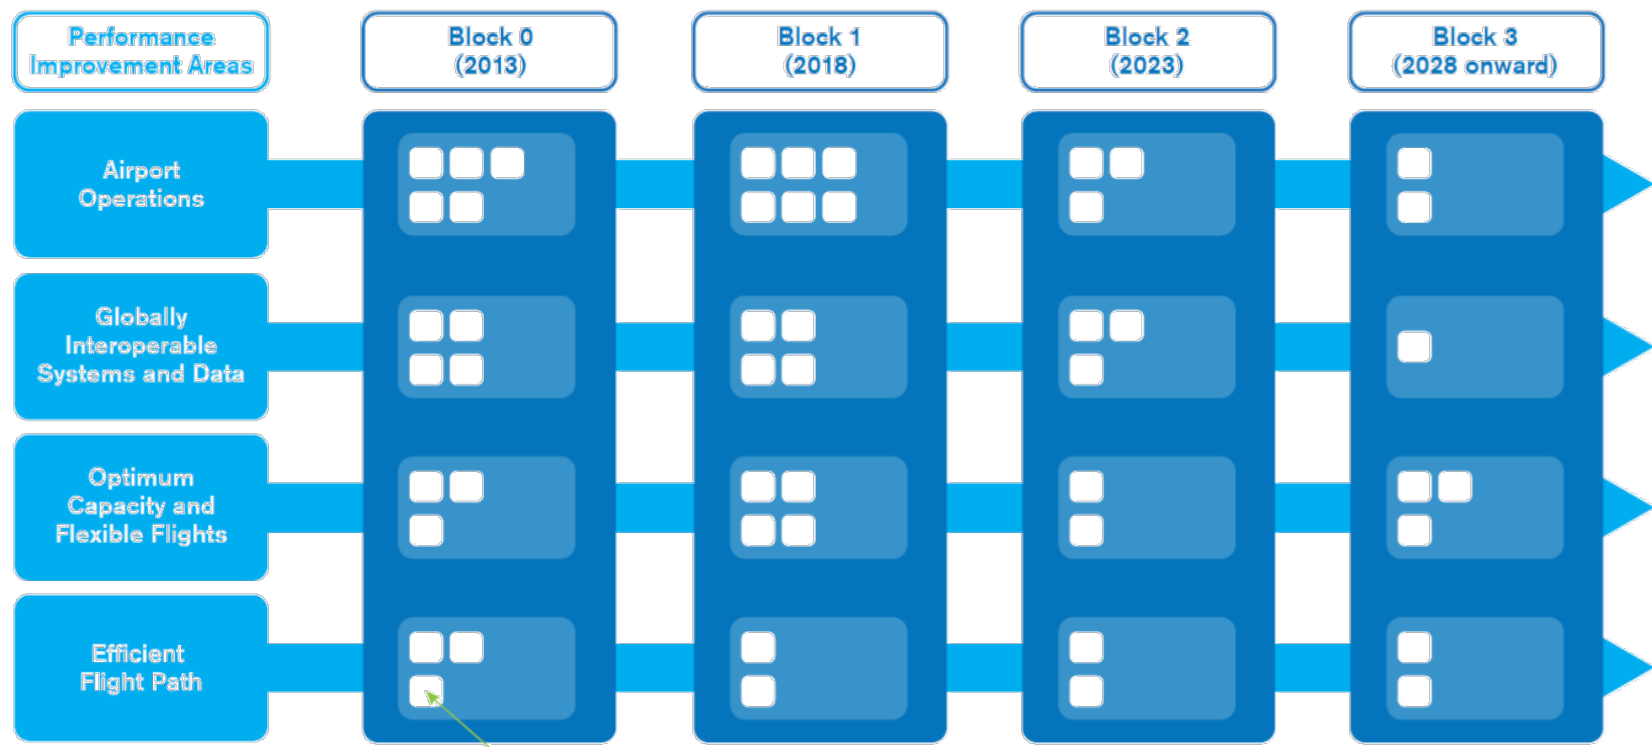 Performance
Improvement Areas
Block 0
(2013)
Block 1
(2018)
Block 2
(2023)
Block 3
(2028 onward)
Airport
Operations
Globally
Interoperable
Systems and Data
Optimum
Capacity and
Flexible Flights
Efficient
Flight Path